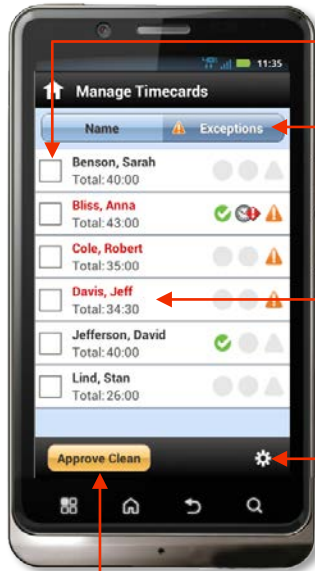 11:35
Manage Timecards
Name Exceptions
Benson, Sarah
Total: 40:00
Bliss, Anna
Total: 43:00
Cole, Robert
Total: 35:00
Davis, Jeff
Total: 34:30
Jefferson, David
Total: 40:00
Lind, Stan
Total: 26:00
Approve Clean